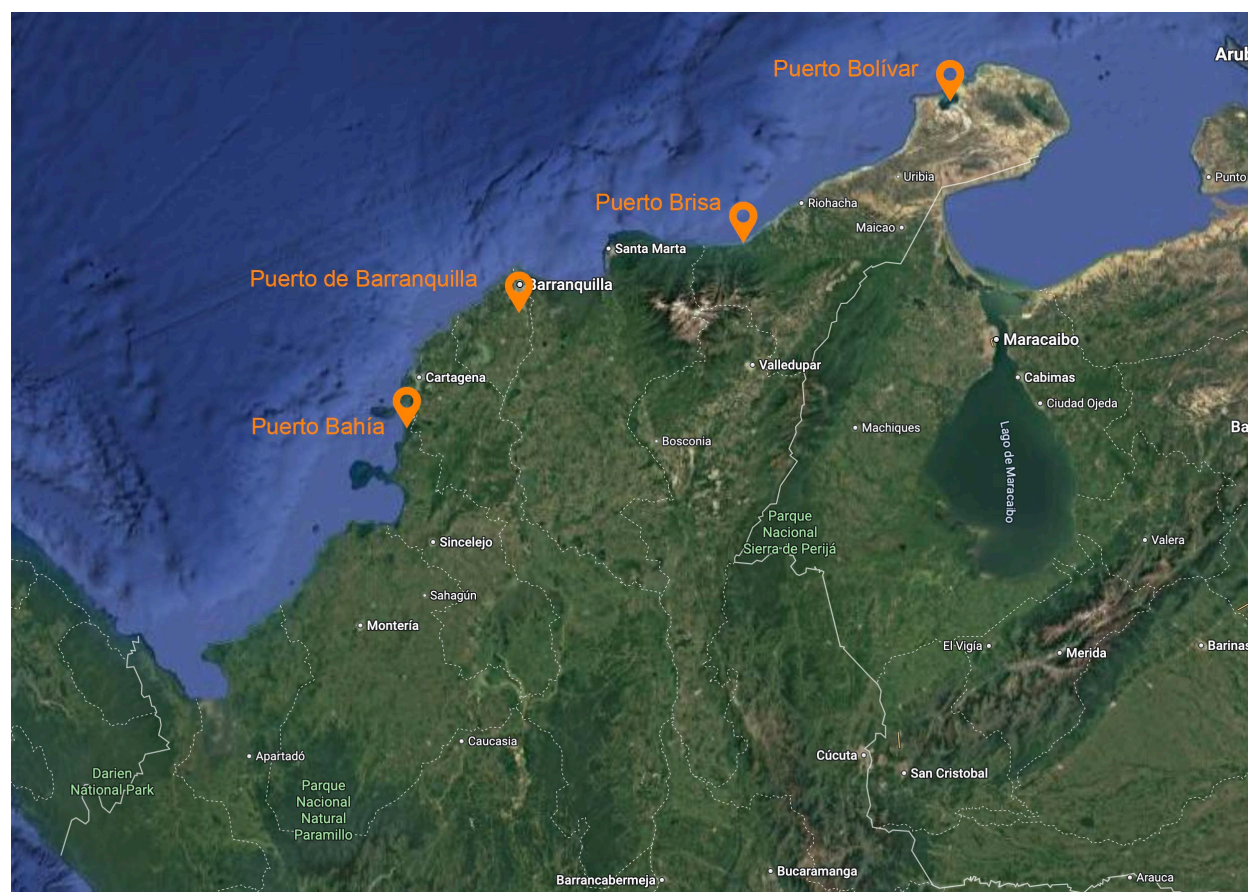 Aru
Puerto Bolívar
Uribia
Punto
Puerto Brisa
Riohacha
Maicao
Santa Marta
Puerto de Barranquilla
Barranquilla
Maracaibo
Valledupar
Cartagena
Cabimas
Ciudad Ojeda
Puerto Bahía
Machiques
Ba
Bosconia
Lago de Maracaibo
Parque
Nacional
Sierra de Perijá
Sincelejo
Valera
Sahagún
Montería
El Vigía
Merida
Barinas
Caucasia
Apartadó
Cúcuta
San Cristobal
Darien
National Park
Parque
Nacional
Natural
Paramillo
Bucaramanga
Barrancabermeja
Arauca